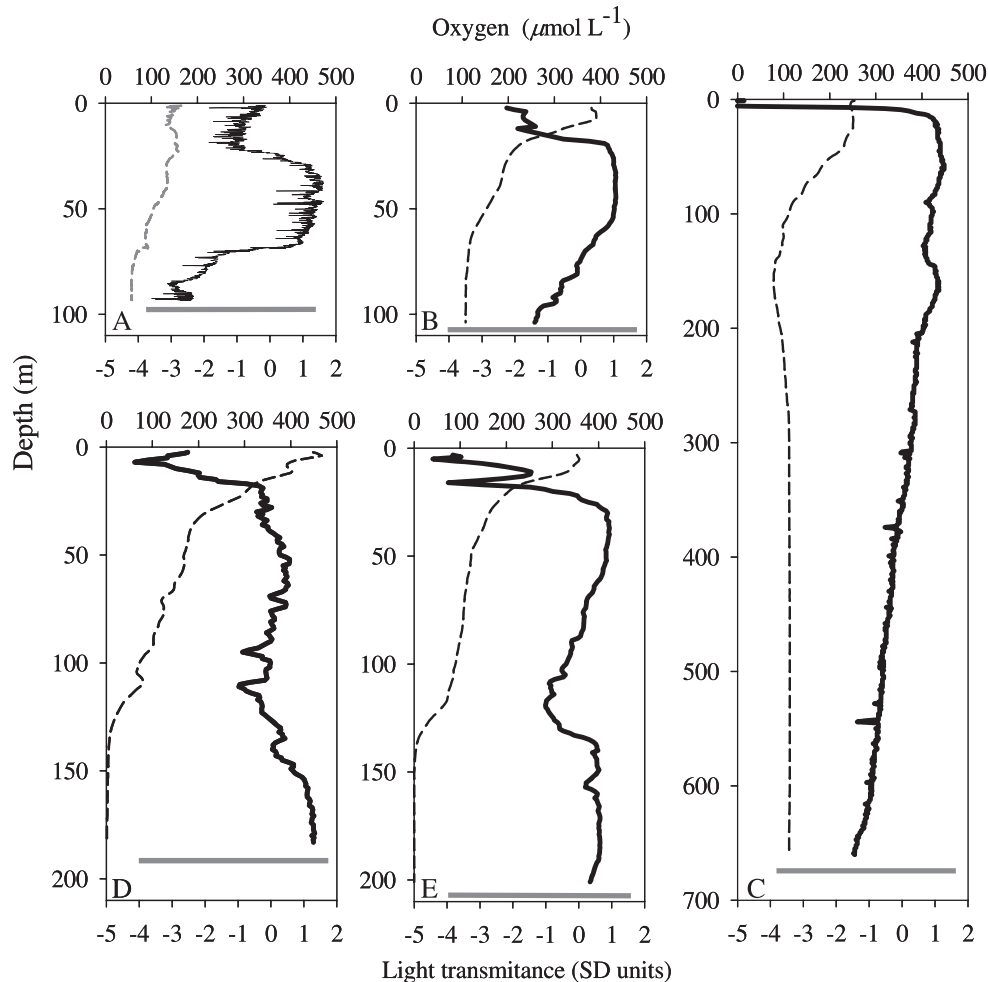 Oxygen (µmol L-1)
0 100 200 300 400 500
0 100 200 300 400 500
0 100 200 300 400 500
0
50
100
A
-5 -4 -3 -2 -1 0 1 2
0
50
100
B
-5 -4 -3 -2 -1 0 1 2
0
100
200
300
400
500
600
700
C
-5 -4 -3 -2 -1 0 1 2
Depth (m)
0 100 200 300 400 500
0
50
100
150
200
D
-5 -4 -3 -2 -1 0 1 2
0 100 200 300 400 500
0
50
100
150
200
E
-5 -4 -3 -2 -1 0 1 2
Light transmitance (SD units)